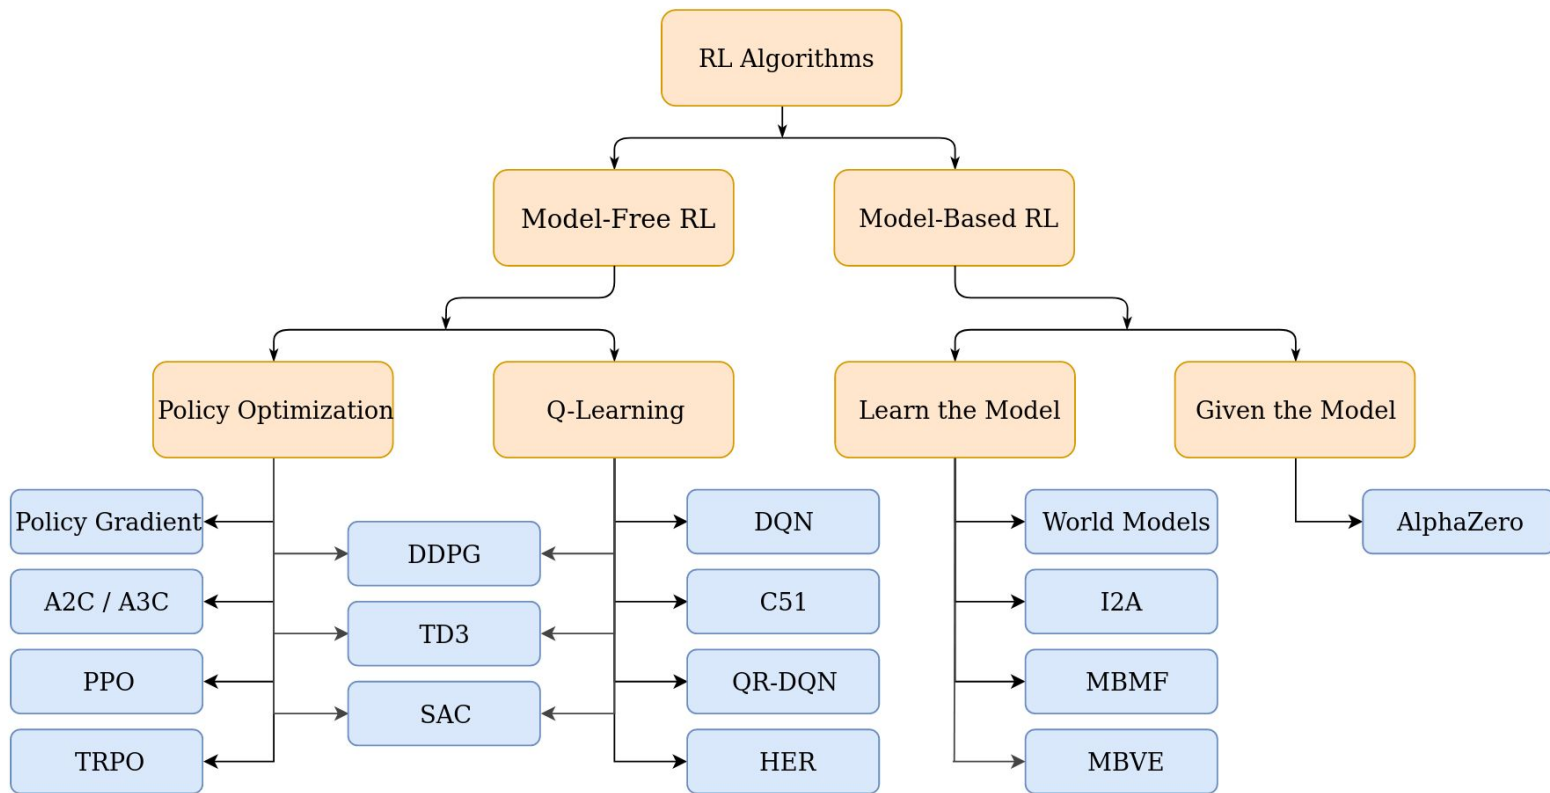 RL Algorithms
Model-Free RL
Model-Based RL
Policy Optimization
Q-Learning
Learn the Model
Given the Model
Policy Gradient
DDPG
DQN
World Models
AlphaZero
A2C / A3C
TD3
C51
I2A
PPO
SAC
QR-DQN
MBMF
TRPO
HER
MBVE